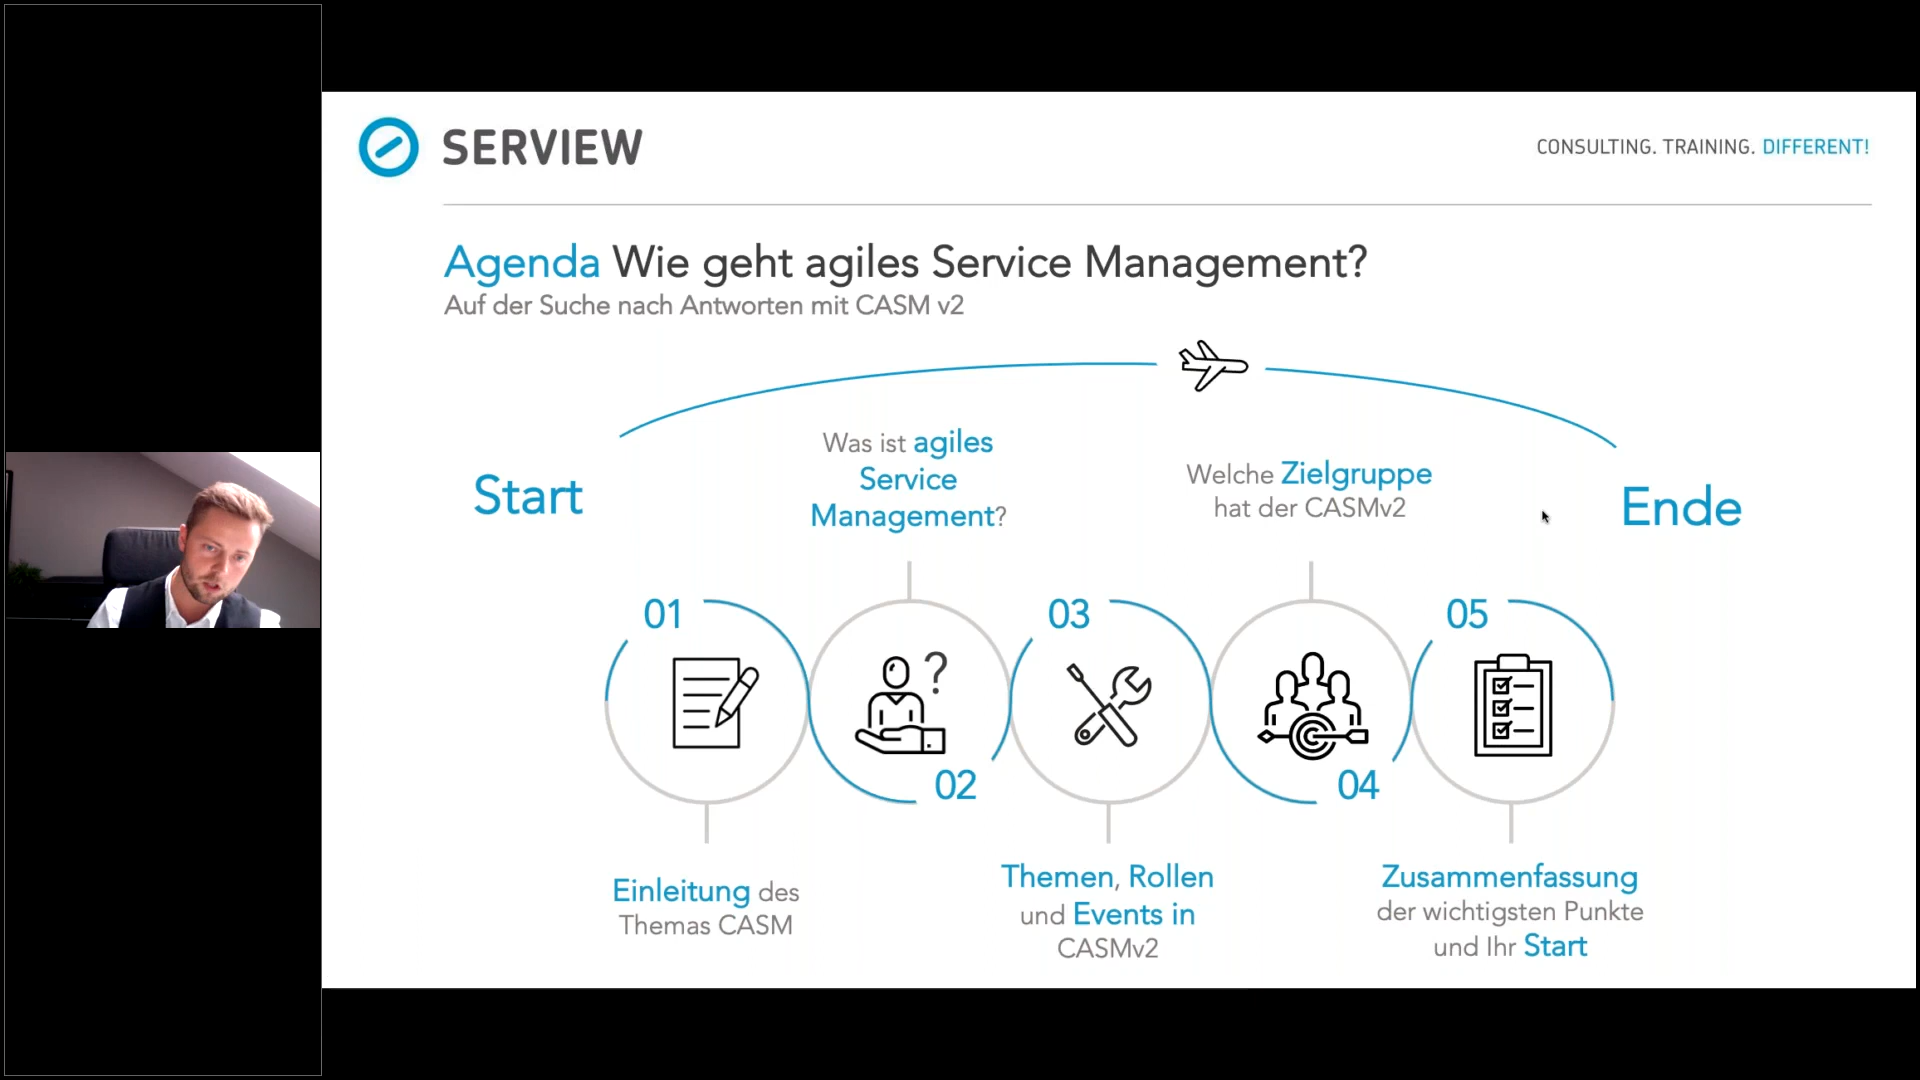 SERVIEW
CONSULTING. TRAINING. DIFFERENT!
Agenda Wie geht agiles Service Management?
Auf der Suche nach Antworten mit CASM v2
Start
Was ist agiles
Service
Management?
Welche Zielgruppe
hat der CASMv2
Ende
01
?
02
03
04
05
Einleitung des
Themas CASM
Themen, Rollen
und Events in
CASMv2
Zusammenfassung
der wichtigsten Punkte
und Ihr Start